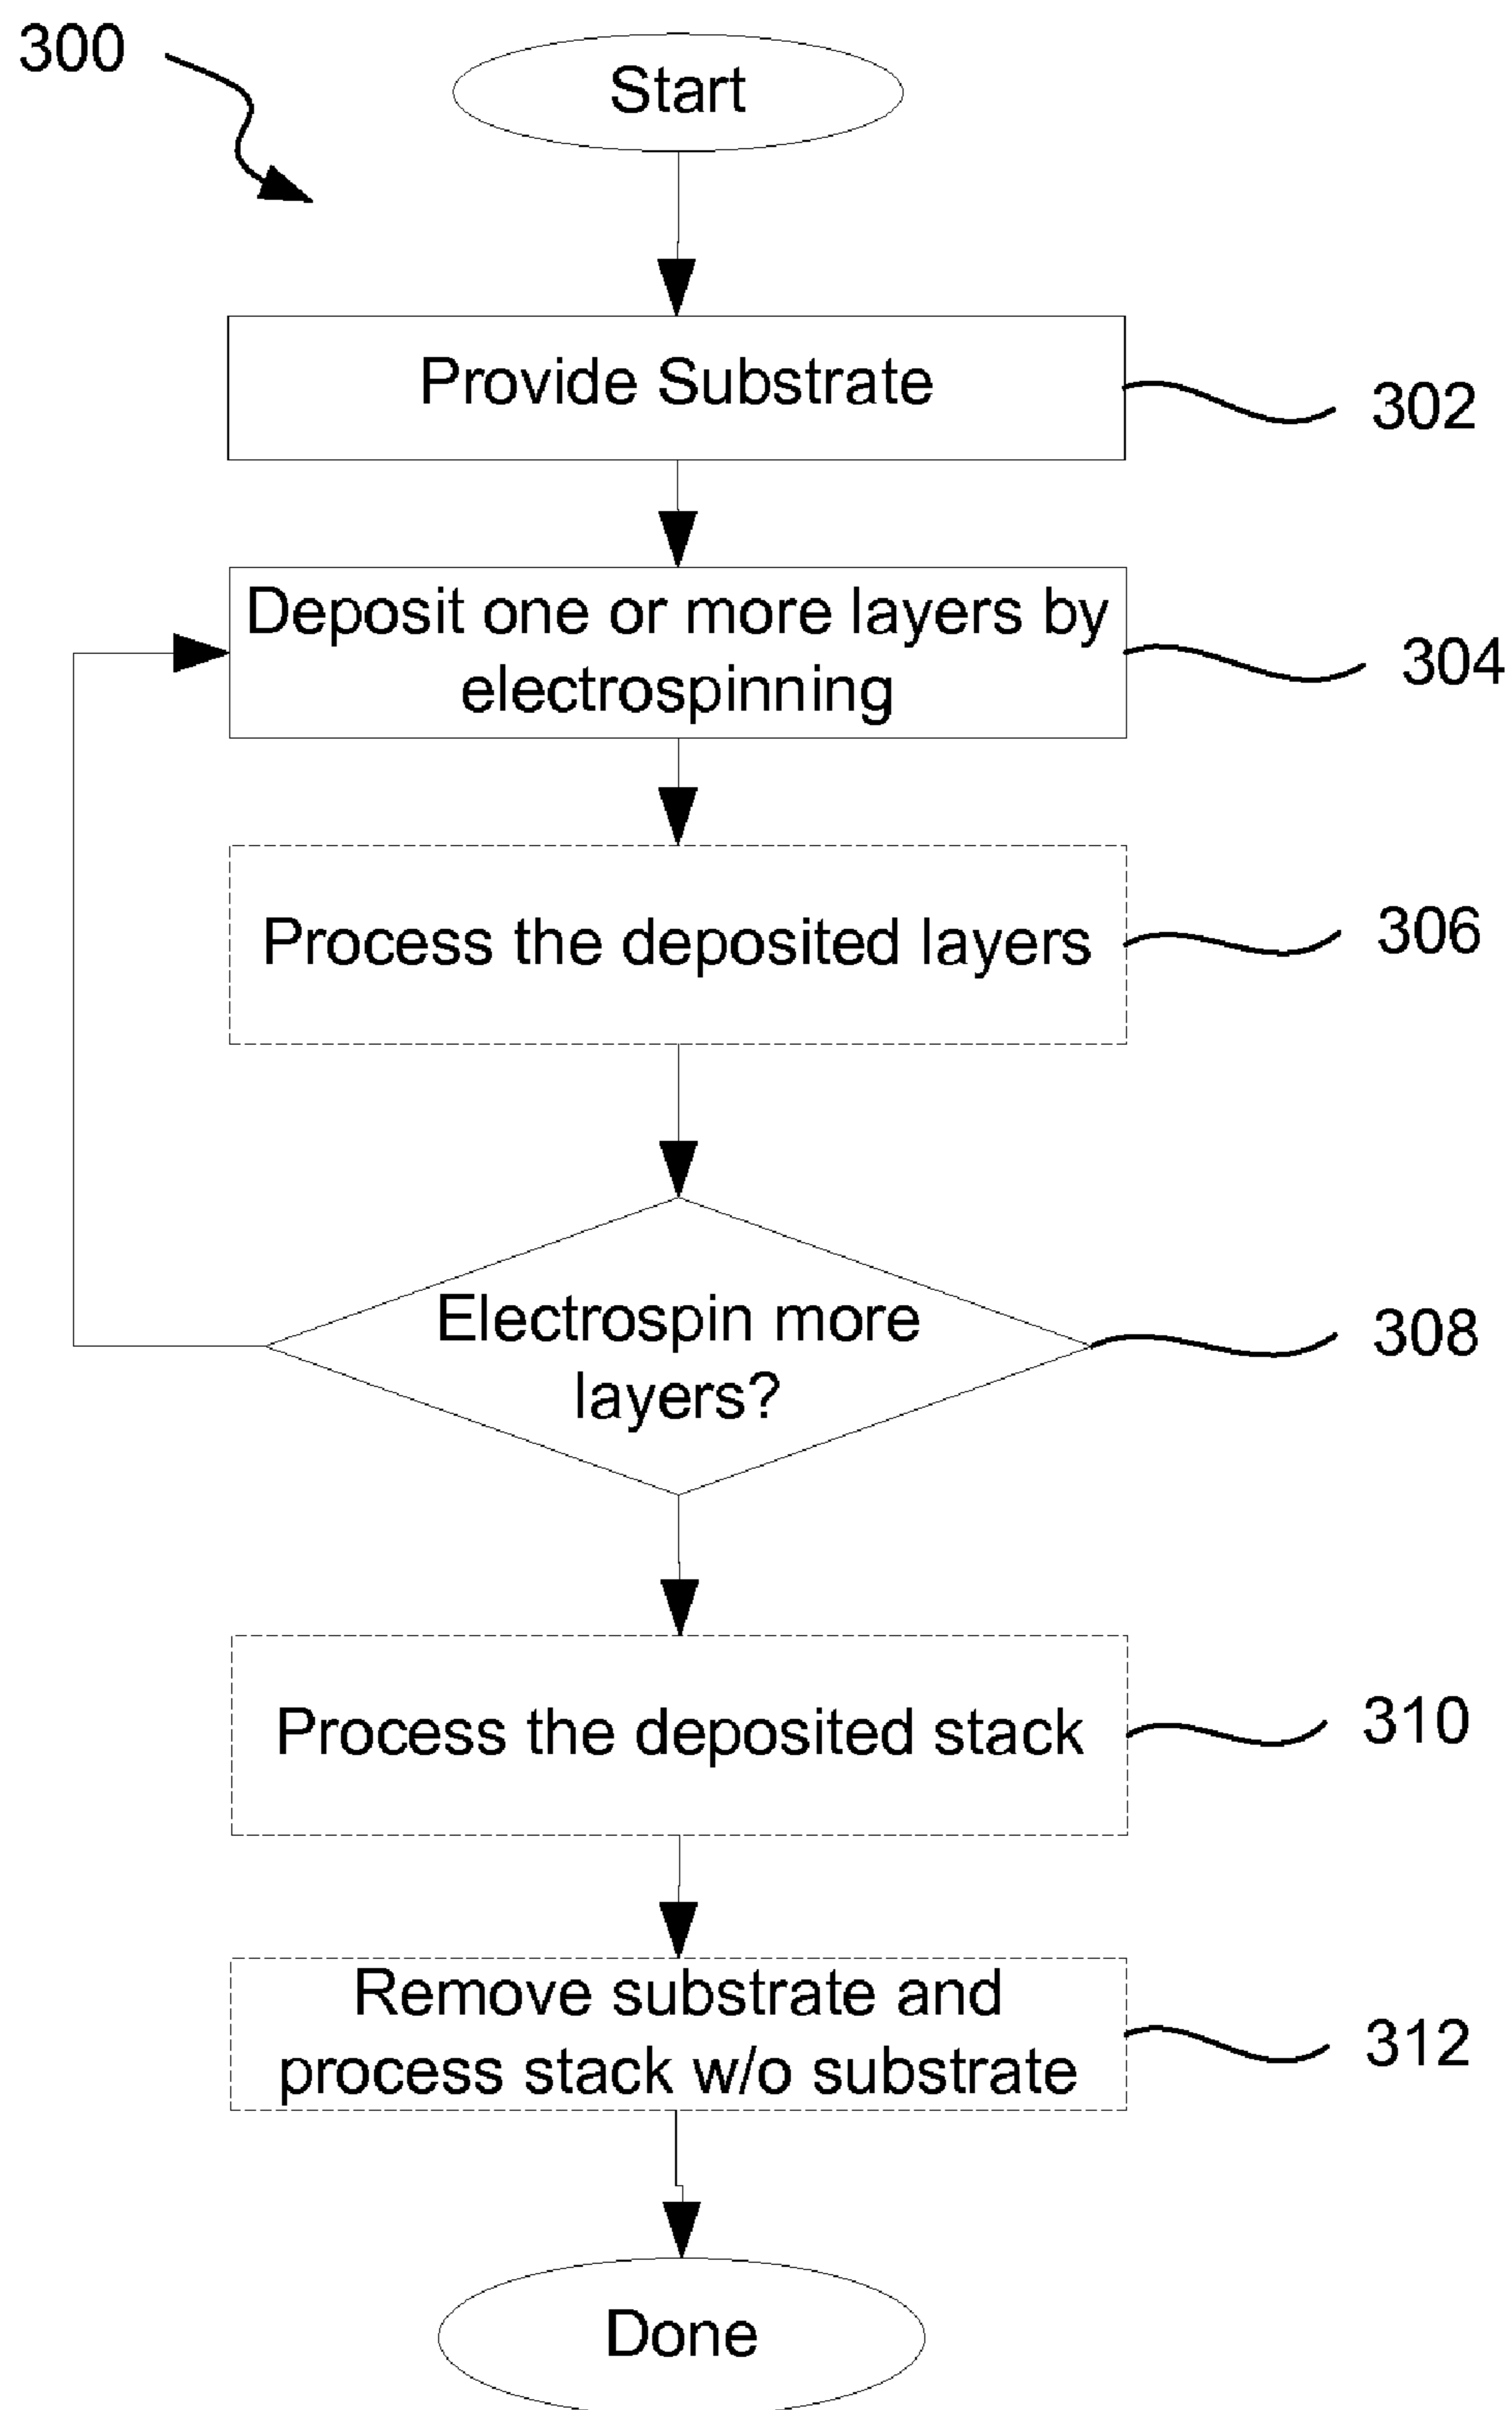 300
Start
Provide Substrate
302
Deposit one or more layers by
electrospinning
304
Process the deposited layers
306
Electrospin more
layers?
308
Process the deposited stack
310
Remove substrate and
process stack w/o substrate
312
Done